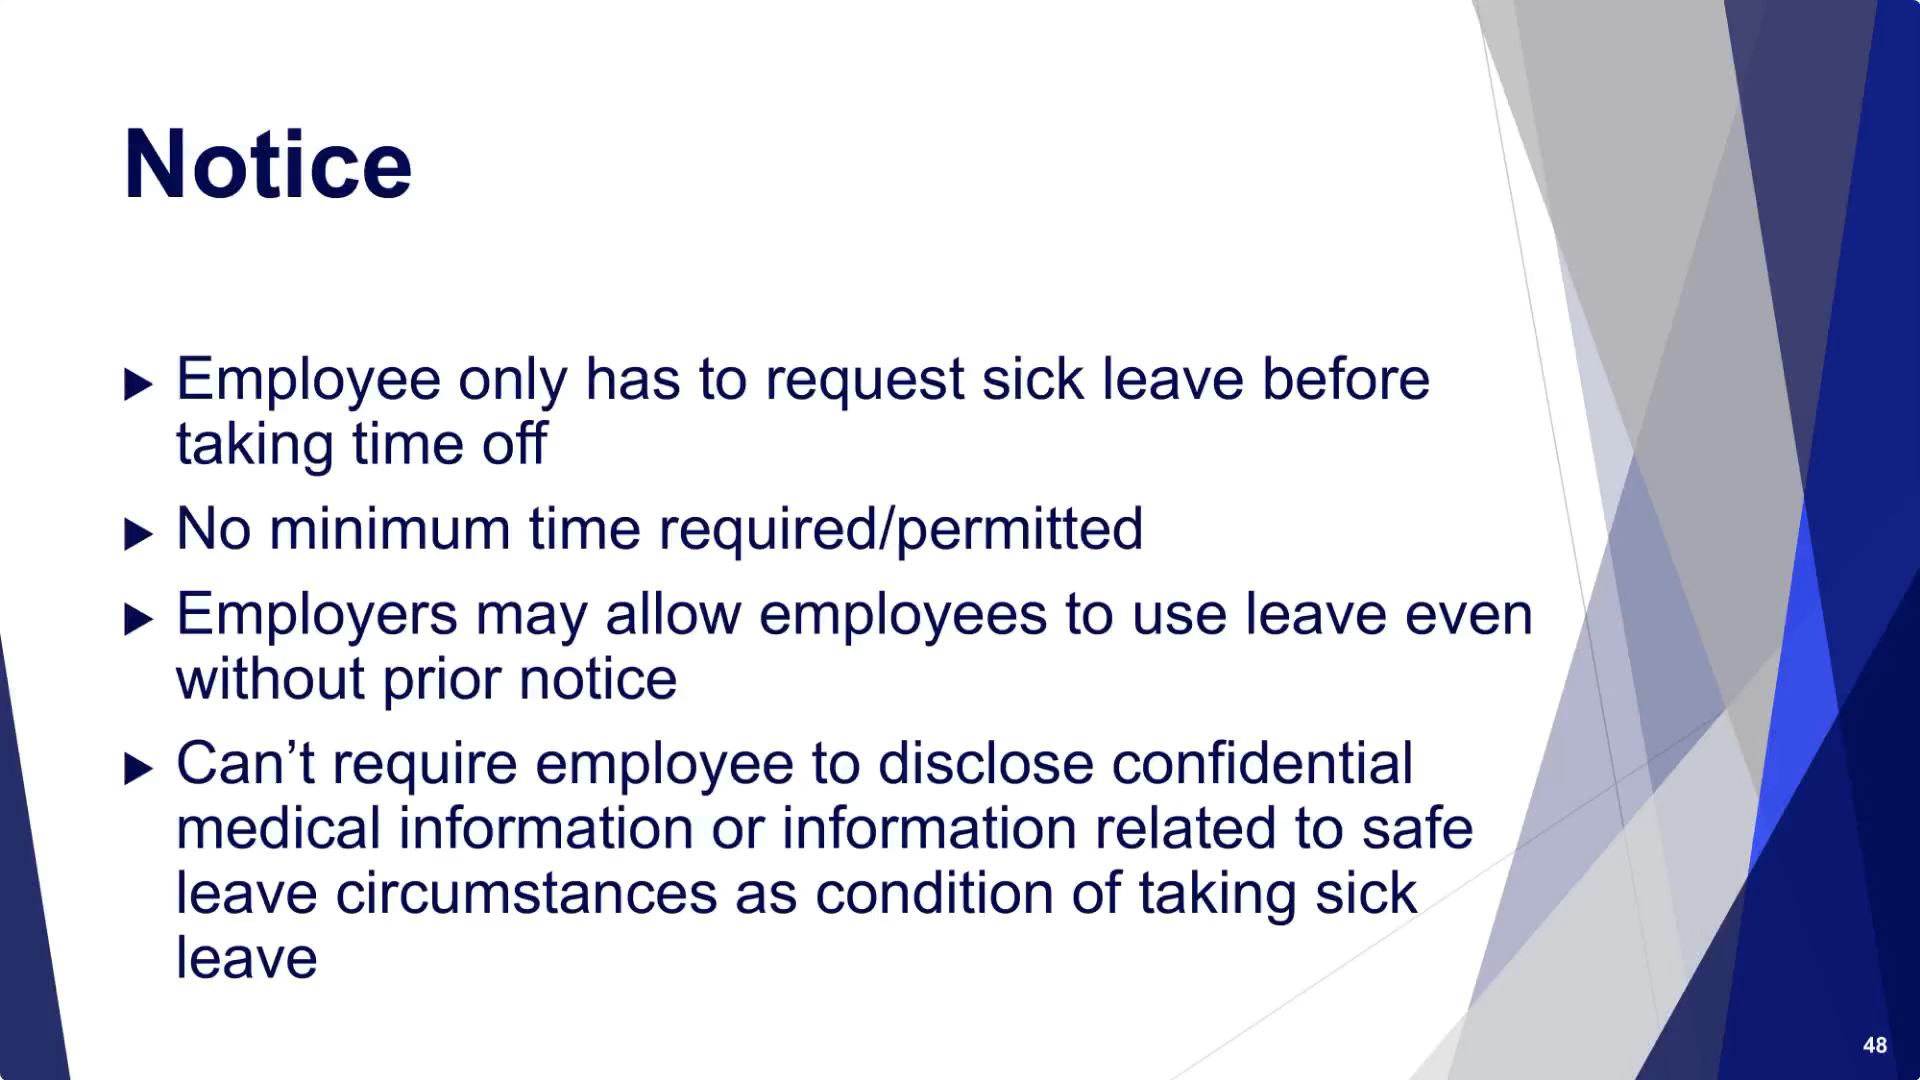 Notice
Employee only has to request sick leave before
taking time off
No minimum time required/permitted
Employers may allow employees to use leave even
without prior notice
Can’t require employee to disclose confidential
medical information or information related to safe
leave circumstances as condition of taking sick
leave
48